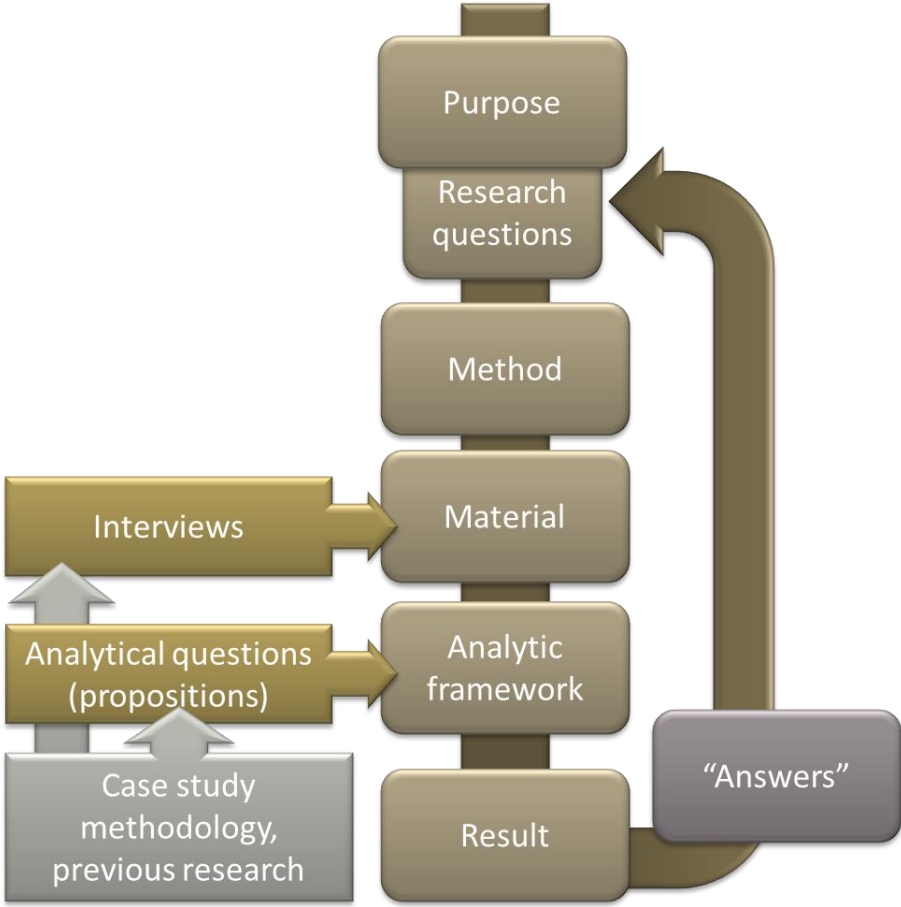 Purpose
Research
questions
Method
Interviews
Material
Analytical questions
(propositions)
Analytic
framework
Case study
methodology,
previous research
Result
“Answers”